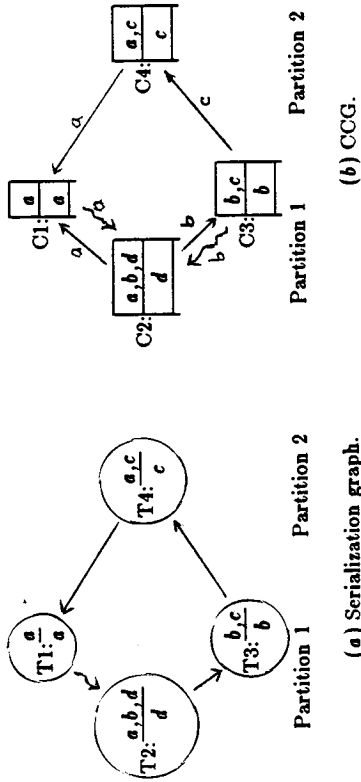 T1: a
a
T2: a,b,d
d
T3: b,c
b
T4: a,c
c
Partition 1
Partition 2
(a) Serialization graph.
C1:
a
a
C2:
a,b,d
d
C3:
b,c
b
C4:
a,c
c
a
a
a
b
b
c
Partition 1
Partition 2
(b) CCG.